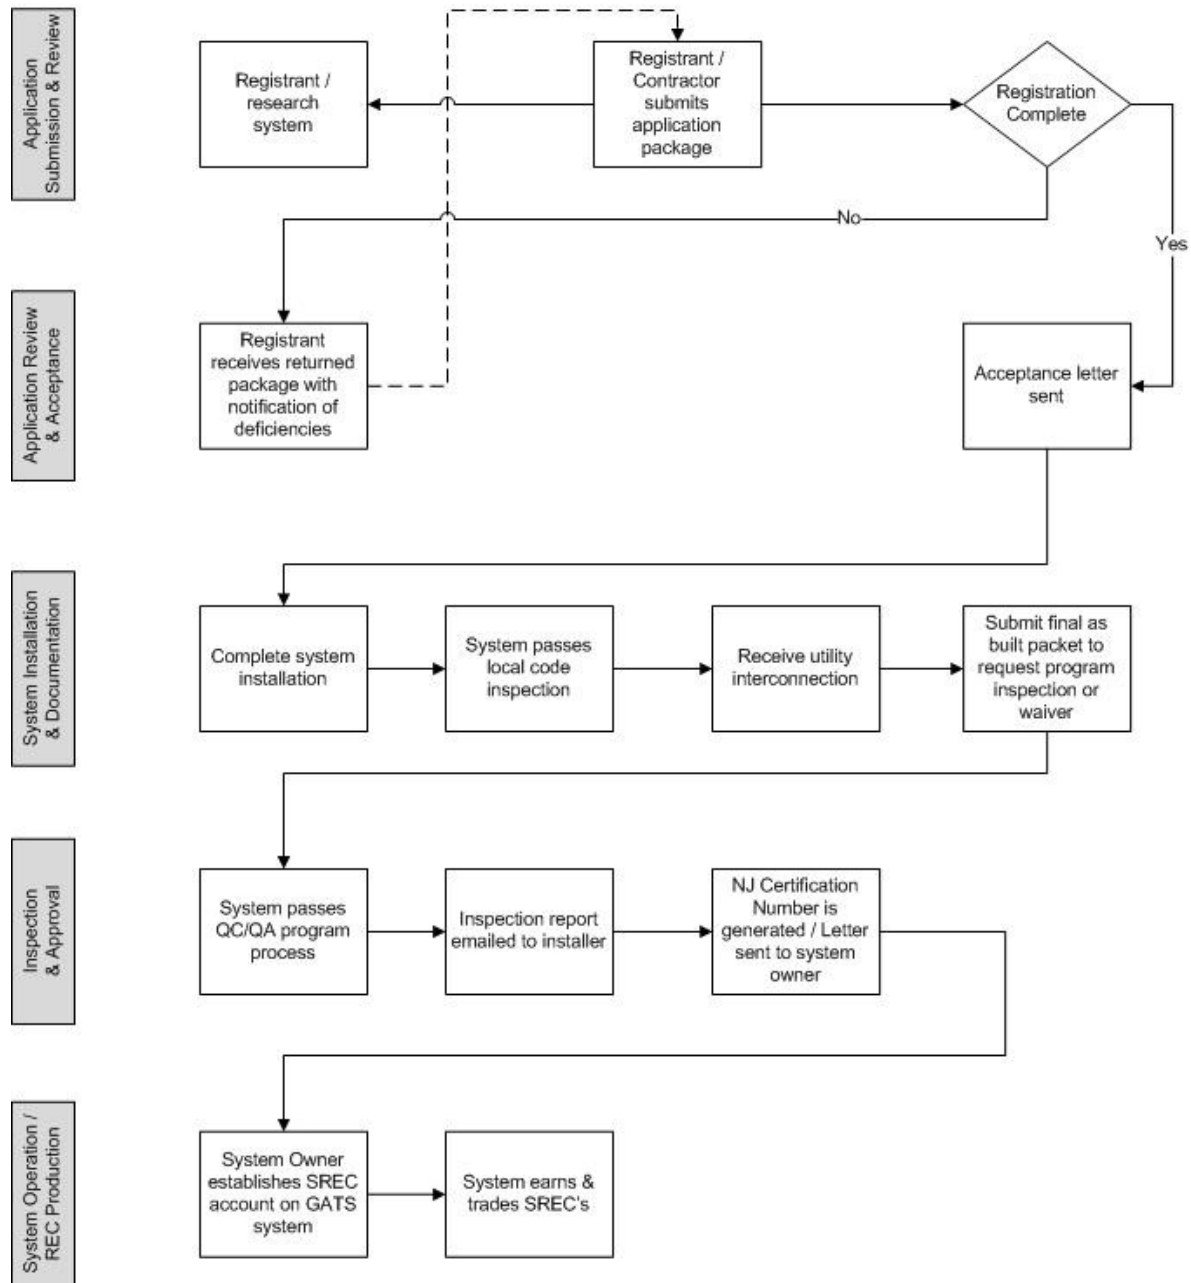 Application
Submission & Review
Registrant /
research
system
Registrant /
Contractor
submits
application
package
Registration
Complete
No
Yes
Application Review
& Acceptance
Registrant
receives returned
package with
notification of
deficiencies
Acceptance letter
sent
System Installation
& Documentation
Complete system
installation
System passes
local code
inspection
Receive utility
interconnection
Submit final as
built packet to
request program
inspection or
waiver
Inspection
& Approval
System passes
QC/QA program
process
Inspection report
emailed to installer
NJ Certification
Number is
generated / Letter
sent to system
owner
System Operation /
REC Production
System Owner
establishes SREC
account on GATS
system
System earns &
trades SREC's